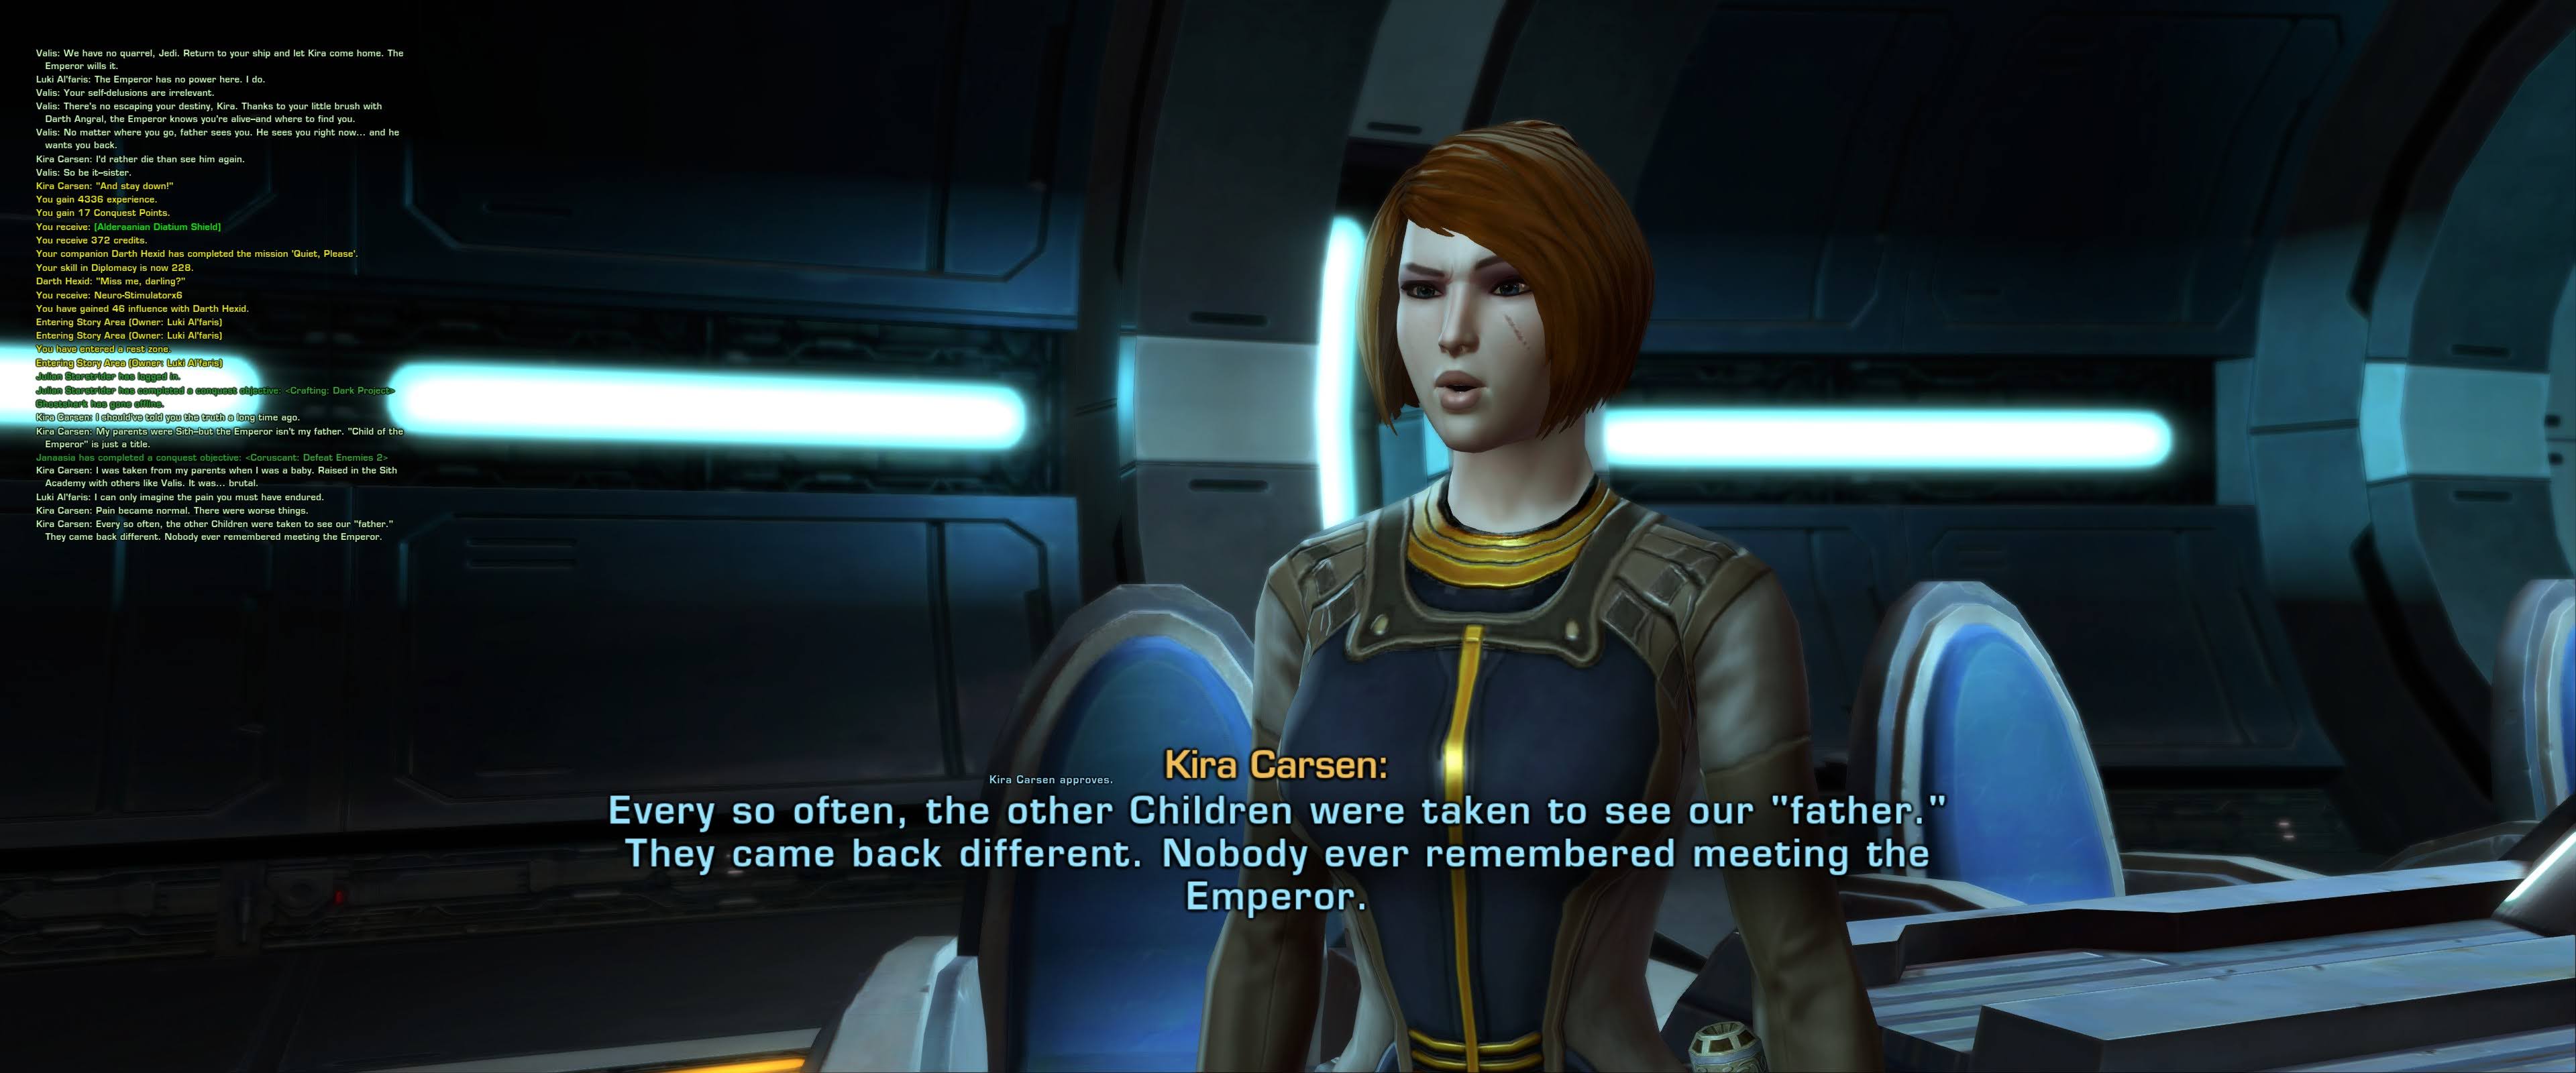 Valis: We have no quarrel, Jedi. Return to your ship and let Kira come home. The
Emperor wills it.
Luki Al'faris: The Emperor has no power here. I do.
Valis: Your self-delusions are irrelevant.
Valis: There's no escaping your destiny, Kira. Thanks to your little brush with
Darth Angral, the Emperor knows you're alive–and where to find you.
Valis: No matter where you go, father sees you. He sees you right now... and he
wants you back.
Kira Carsen: I'd rather die than see him again.
Valis: So be it–sister.
Kira Carsen: "And stay down!"
You gain 4336 experience.
You gain 17 Conquest Points.
You receive: [Alderaanian Diatium Shield]
You receive 372 credits.
Your companion Darth Hexid has completed the mission 'Quiet, Please'.
Your skill in Diplomacy is now 228.
Darth Hexid: "Miss me, darling?"
You receive: Neuro-Stimulatorx6
You have gained 46 influence with Darth Hexid.
Entering Story Area (Owner: Luki Al'faris)
Entering Story Area (Owner: Luki Al'faris)
You have entered a rest zone.
Entering Story Area (Owner: Luki Al'faris)
Julian Starstrider has logged in.
Julian Starstrider has completed a conquest objective: <Crafting: Dark Project>
Ghostshark has gone offline.
Kira Carsen: I should've told you the truth a long time ago.
Kira Carsen: My parents were Sith–but the Emperor isn't my father. "Child of the
Emperor" is just a title.
Janaasia has completed a conquest objective: <Coruscant: Defeat Enemies 2>
Kira Carsen: I was taken from my parents when I was a baby. Raised in the Sith
Academy with others like Valis. It was... brutal.
Luki Al'faris: I can only imagine the pain you must have endured.
Kira Carsen: Pain became normal. There were worse things.
Kira Carsen: Every so often, the other Children were taken to see our "father."
They came back different. Nobody ever remembered meeting the Emperor.
Kira Carsen:
Kira Carsen approves.
Every so often, the other Children were taken to see our "father."
They came back different. Nobody ever remembered meeting the
Emperor.